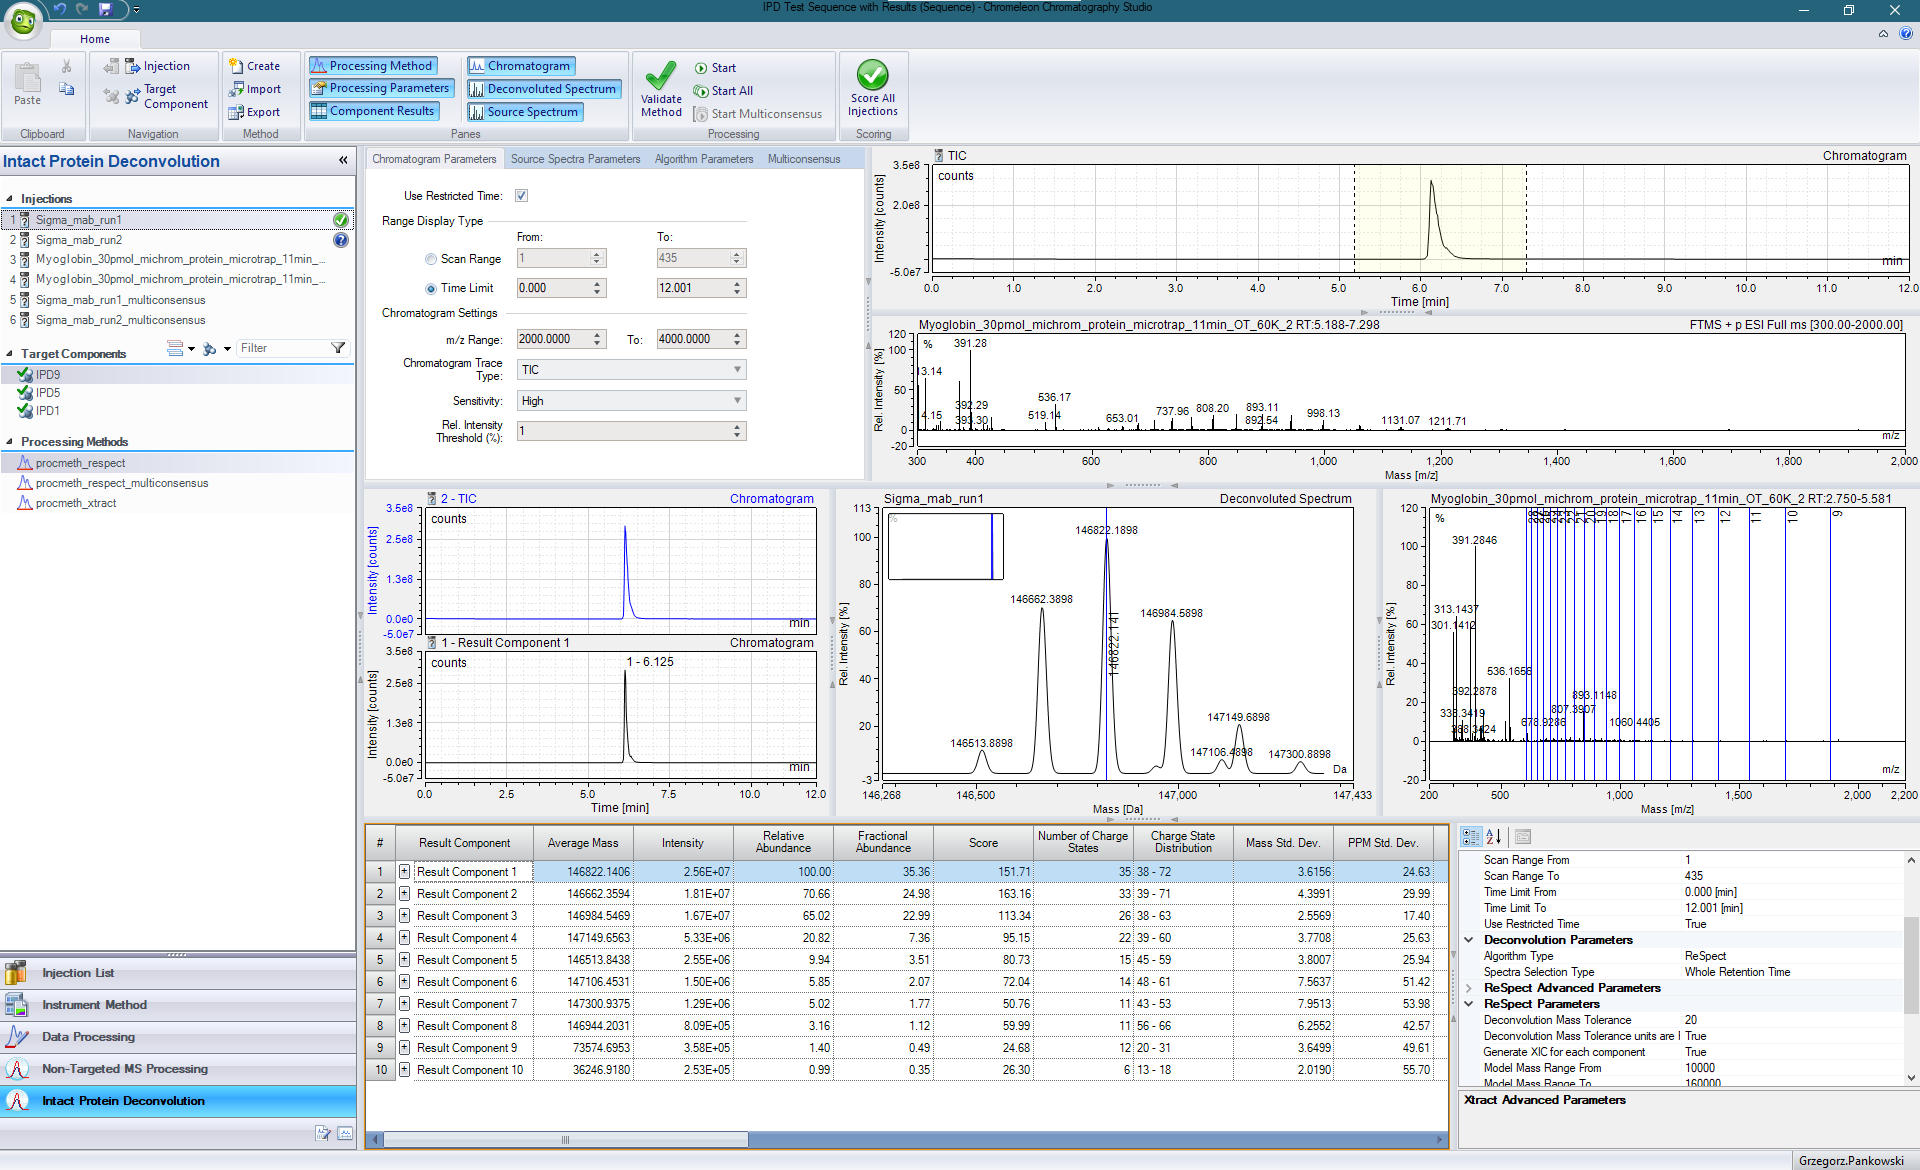 IPD Test Sequence with Results (Sequence) - Chromeleon Chromatography Studio
Home
Paste
Clipboard
Injection
Target Component
Navigation
Create
Import
Export
Method
Processing Method
Processing Parameters
Component Results
Chromatogram
Deconvoluted Spectrum
Source Spectrum
Panes
Validate Method
Start
Start All
Start Multiconsensus
Processing
Score All Injections
Scoring
Intact Protein Deconvolution «
Injections
1 Sigma_mab_run1
2 Sigma_mab_run2
3 Myoglobin_30pmol_michrom_protein_microtrap_11min_...
4 Myoglobin_30pmol_michrom_protein_microtrap_11min_...
5 Sigma_mab_run1_multiconsensus
6 Sigma_mab_run2_multiconsensus
Target Components
Filter
IPD9
IPD5
IPD1
Processing Methods
procmeth_respect
procmeth_respect_multiconsensus
procmeth_xtract
Injection List
Instrument Method
Data Processing
Non-Targeted MS Processing
Intact Protein Deconvolution
Chromatogram Parameters Source Spectra Parameters Algorithm Parameters Multiconsensus
Use Restricted Time:
Range Display Type
From: To:
Scan Range 1 435
Time Limit 0.000 12.001
Chromatogram Settings
m/z Range: 2000.0000 To: 4000.0000
Chromatogram Trace Type: TIC
Sensitivity: High
Rel. Intensity Threshold (%): 1
TIC Chromatogram
counts
Intensity [counts]
3.5e8
2.0e8
-5.0e7
min
0.0 1.0 2.0 3.0 4.0 5.0 6.0 7.0 8.0 9.0 10.0 11.0 12.0
Time [min]
Myoglobin_30pmol_michrom_protein_microtrap_11min_OT_60K_2 RT:5.188-7.298 FTMS + p ESI Full ms [300.00-2000.00]
%
Rel. Intensity [%]
120
100
50
0
-20
391.28
13.14
4.15
392.29
393.30
519.14
536.17
653.01
737.96
808.20
893.11
892.54
998.13
1131.07
1211.71
m/z
300 400 600 800 1,000 1,200 1,400 1,600 1,800 2,000
Mass [m/z]
2 - TIC Chromatogram
counts
Intensity [counts]
3.5e8
2.5e8
1.3e8
0.0e0
-5.0e7
min
1 - Result Component 1 Chromatogram
counts
1 - 6.125
Intensity [counts]
3.5e8
2.5e8
1.3e8
0.0e0
-5.0e7
min
0.0 2.5 5.0 7.5 10.0 12.0
Time [min]
Sigma_mab_run1 Deconvoluted Spectrum
%
Rel. Intensity [%]
113
100
80
60
40
20
-3
146822.1898
146822.141
146662.3898
146984.5898
147149.6898
146513.8898
147106.4898
147300.8898
Da
146,268 146,500 147,000 147,433
Mass [Da]
Myoglobin_30pmol_michrom_protein_microtrap_11min_OT_60K_2 RT:2.750-5.581
%
Rel. Intensity [%]
120
100
80
60
40
20
0
-20
20 19 18 17 16 15 14 13 12 11 10 9
391.2846
313.1437
301.1412
536.1656
392.2878
893.1148
338.3419
807.3907
678.9286
1060.4405
388.3424
m/z
200 500 1,000 1,500 2,000 2,200
Mass [m/z]
# Result Component Average Mass Intensity Relative Abundance Fractional Abundance Score Number of Charge States Charge State Distribution Mass Std. Dev. PPM Std. Dev.
1 Result Component 1 146822.1406 2.56E+07 100.00 35.36 151.71 35 38 - 72 3.6156 24.63
2 Result Component 2 146662.3594 1.81E+07 70.66 24.98 163.16 33 39 - 71 4.3991 29.99
3 Result Component 3 146984.5469 1.67E+07 65.02 22.99 113.34 26 38 - 63 2.5569 17.40
4 Result Component 4 147149.6563 5.33E+06 20.82 7.36 95.15 22 39 - 60 3.7708 25.63
5 Result Component 5 146513.8438 2.55E+06 9.94 3.51 80.73 15 45 - 59 3.8007 25.94
6 Result Component 6 147106.4531 1.50E+06 5.85 2.07 72.04 14 48 - 61 7.5637 51.42
7 Result Component 7 147300.9375 1.29E+06 5.02 1.77 50.76 11 43 - 53 7.9513 53.98
8 Result Component 8 146944.2031 8.09E+05 3.16 1.12 59.99 11 56 - 66 6.2552 42.57
9 Result Component 9 73574.6953 3.58E+05 1.40 0.49 24.68 12 20 - 31 3.6499 49.61
10 Result Component 10 36246.9180 2.53E+05 0.99 0.35 26.30 6 13 - 18 2.0190 55.70
Scan Range From 1
Scan Range To 435
Time Limit From 0.000 [min]
Time Limit To 12.001 [min]
Use Restricted Time True
Deconvolution Parameters
Algorithm Type ReSpect
Spectra Selection Type Whole Retention Time
ReSpect Advanced Parameters
ReSpect Parameters
Deconvolution Mass Tolerance 20
Deconvolution Mass Tolerance units are True
Generate XIC for each component True
Model Mass Range From 10000
Model Mass Range To 160000
Xtract Advanced Parameters
Grzegorz.Pankowski